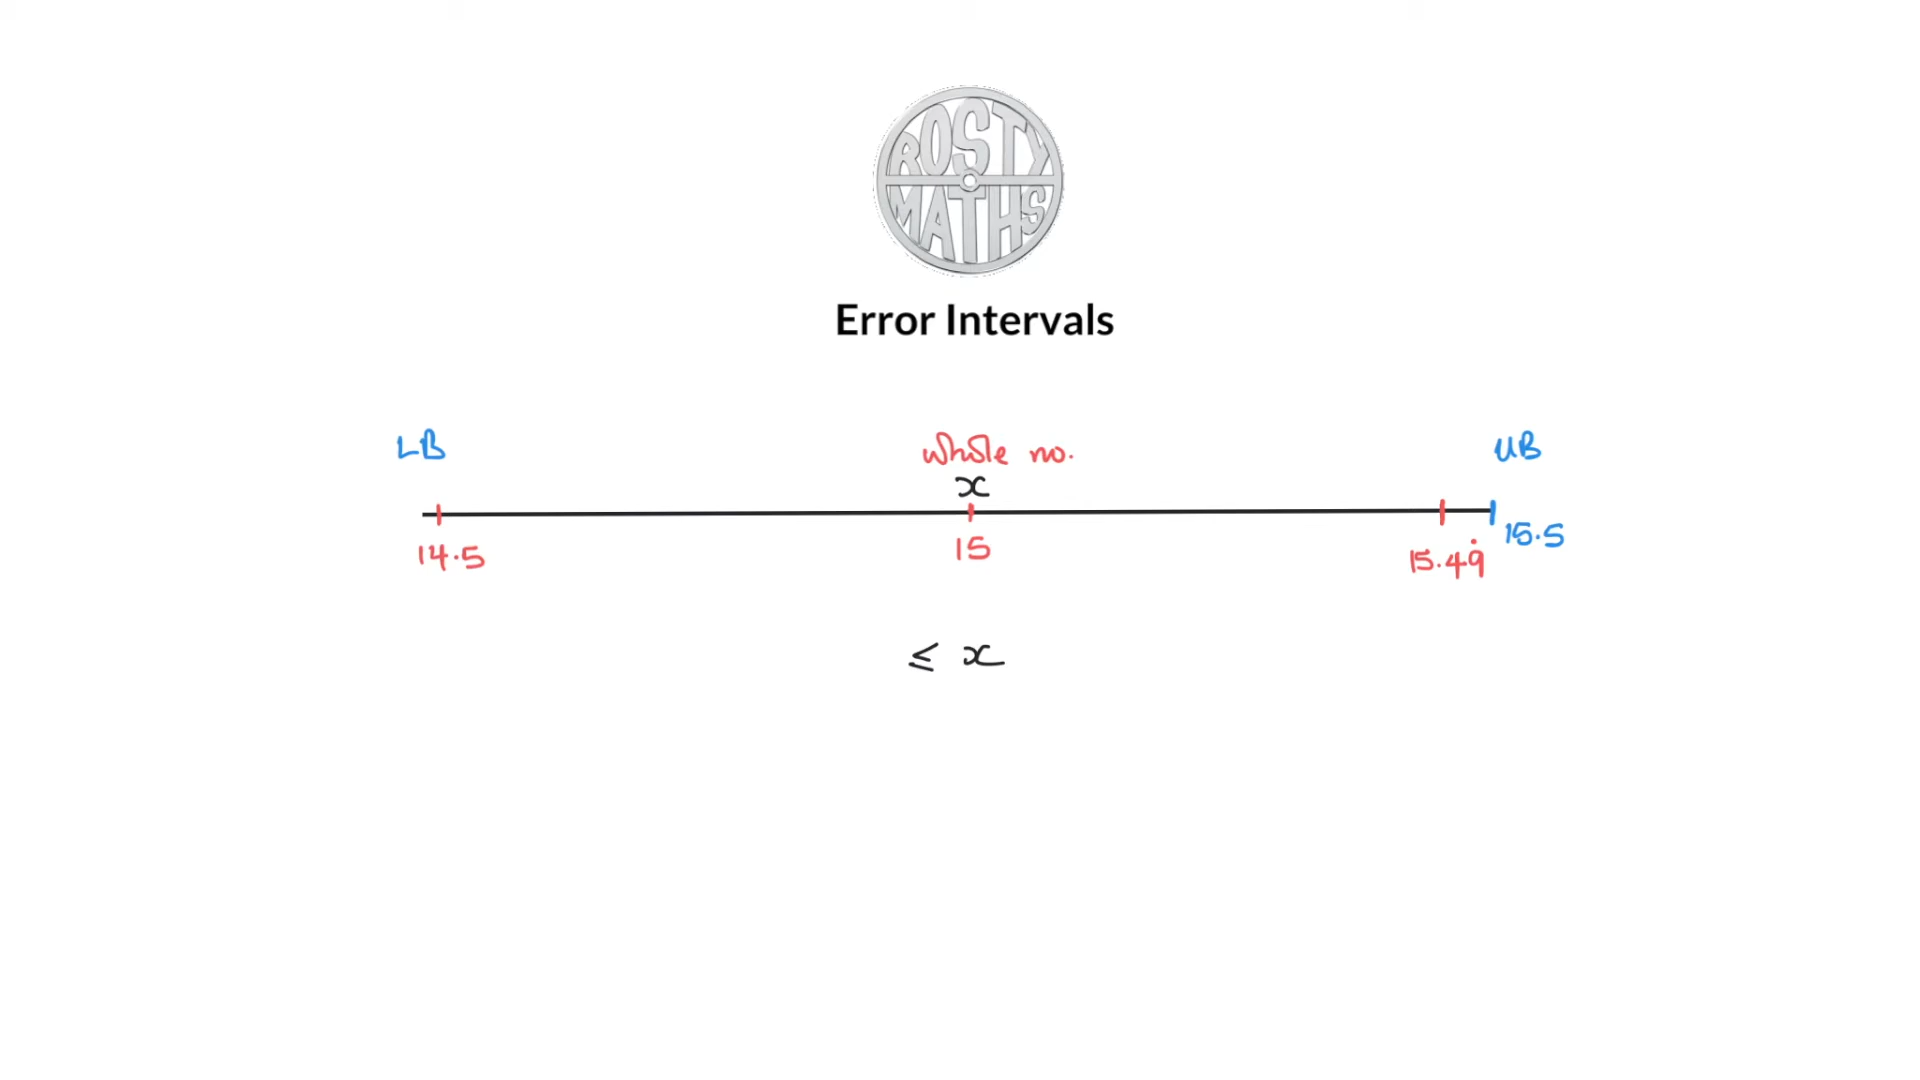 ROSTY
MATHS
Error Intervals
LB whole no. UB
x
14.5 15 15.49̇ 15.5
≤ x